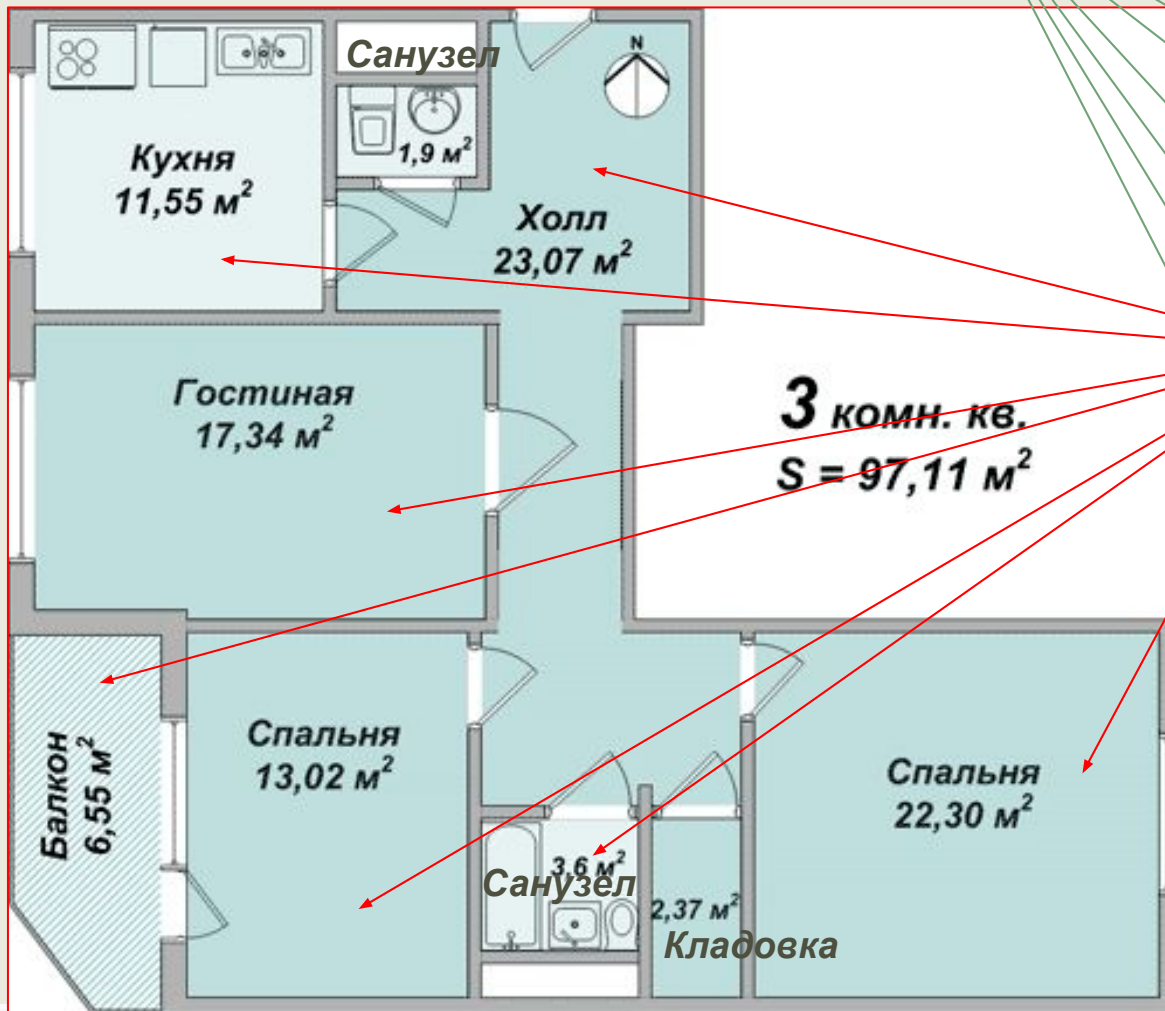 Санузел
N
1,9 м²
Кухня
11,55 м²
Холл
23,07 м²
Гостиная
17,34 м²
3 комн. кв.
S = 97,11 м²
Балкон
6,55 м²
Спальня
13,02 м²
Спальня
22,30 м²
3,6 м²
Санузел
2,37 м²
Кладовка